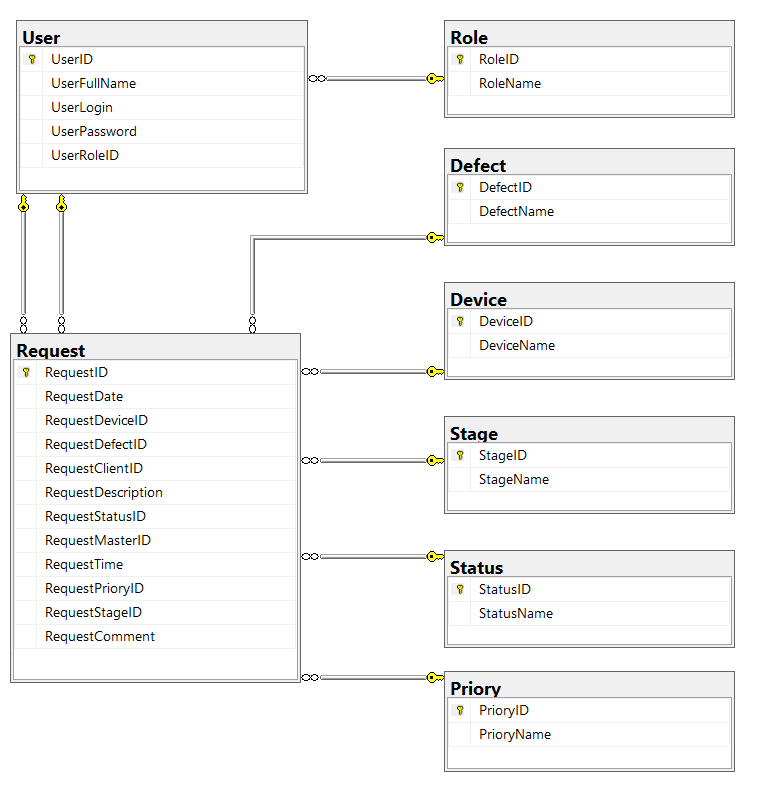 User
UserID
UserFullName
UserLogin
UserPassword
UserRoleID
Role
RoleID
RoleName
Defect
DefectID
DefectName
Device
DeviceID
DeviceName
Request
RequestID
RequestDate
RequestDeviceID
RequestDefectID
RequestClientID
RequestDescription
RequestStatusID
RequestMasterID
RequestTime
RequestPrioryID
RequestStageID
RequestComment
Stage
StageID
StageName
Status
StatusID
StatusName
Priory
PrioryID
PrioryName